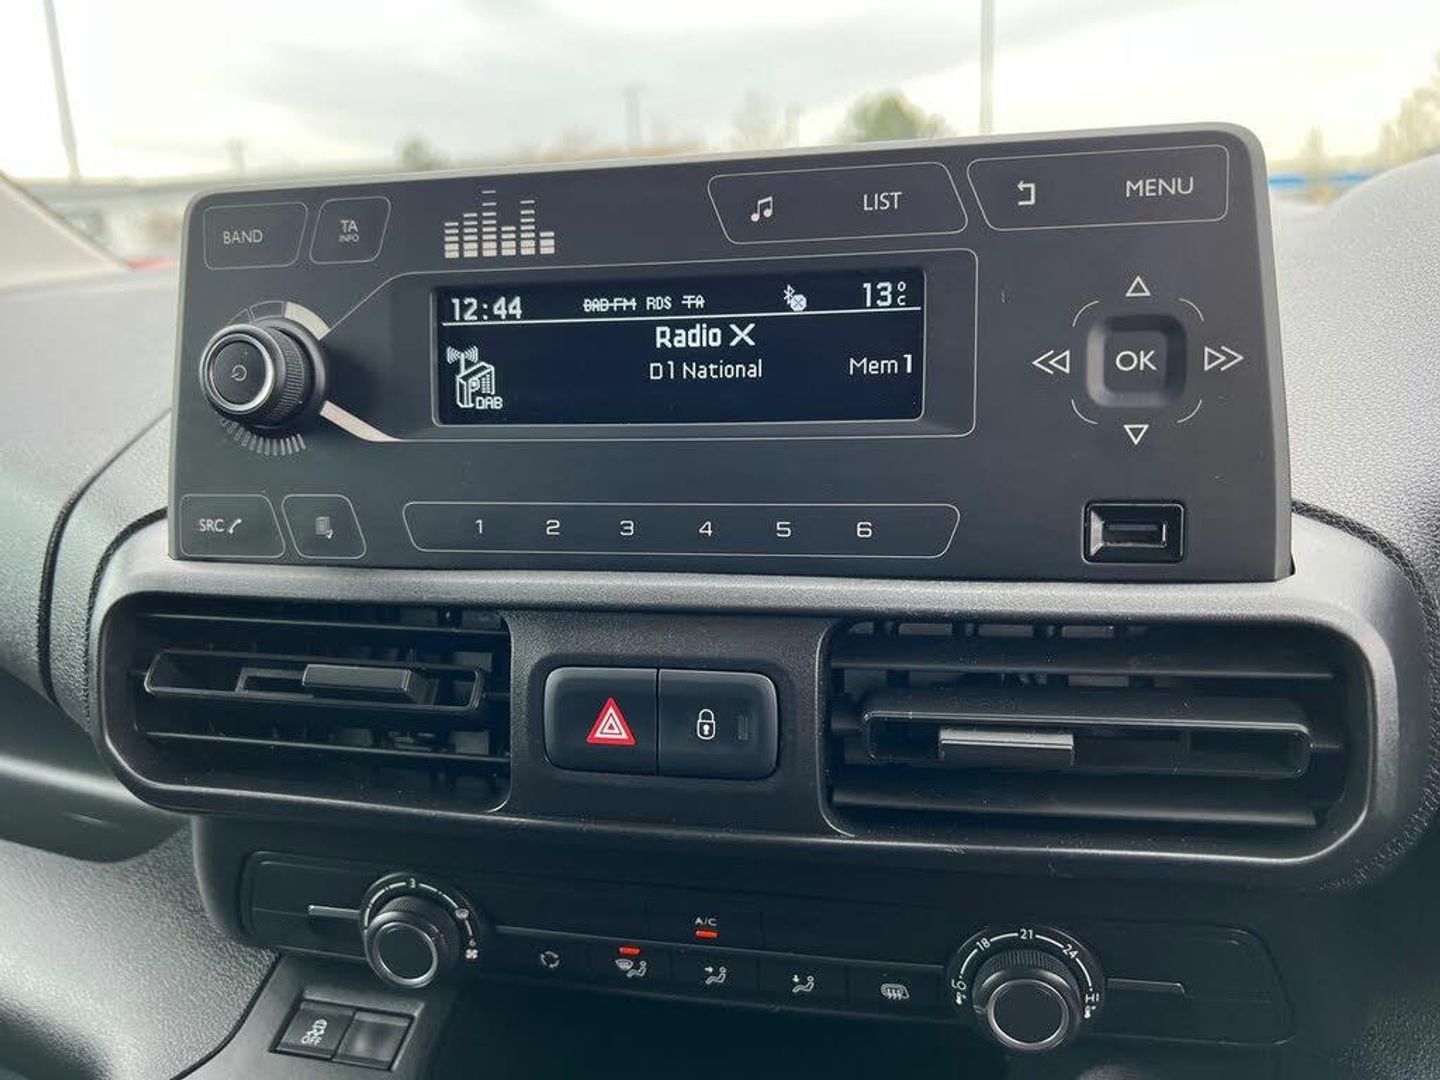 BAND
TA
INFO
LIST
MENU
12:44 DAB-FM RDS TA 13°C
Radio X
D1 National
Mem 1
DAB
OK
SRC
1 2 3 4 5 6
A/C
3
6
18 21 24
HI
OFF